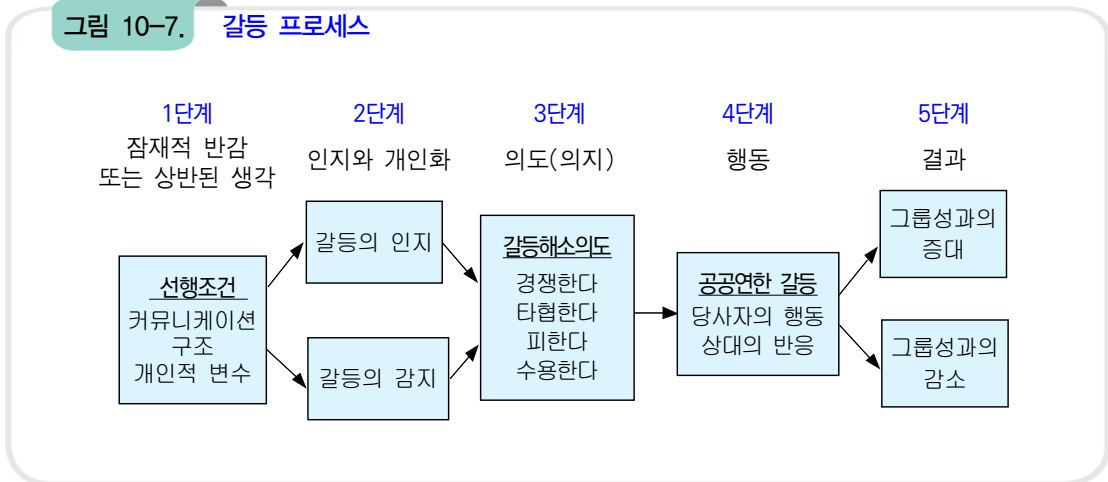 그림 10-7. 갈등 프로세스
1단계
잠재적 반감
또는 상반된 생각
2단계
인지와 개인화
3단계
의도(의지)
4단계
행동
5단계
결과
선행조건
커뮤니케이션
구조
개인적 변수
갈등의 인지
갈등의 감지
갈등해소의도
경쟁한다
타협한다
피한다
수용한다
공공연한 갈등
당사자의 행동
상대의 반응
그룹성과의
증대
그룹성과의
감소